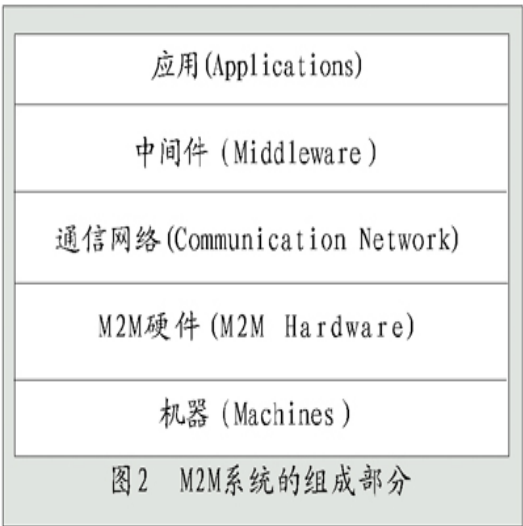 应用(Applications)
中间件 (Middleware)
通信网络(Communication Network)
M2M硬件 (M2M Hardware)
机器 (Machines)
图2 M2M系统的组成部分